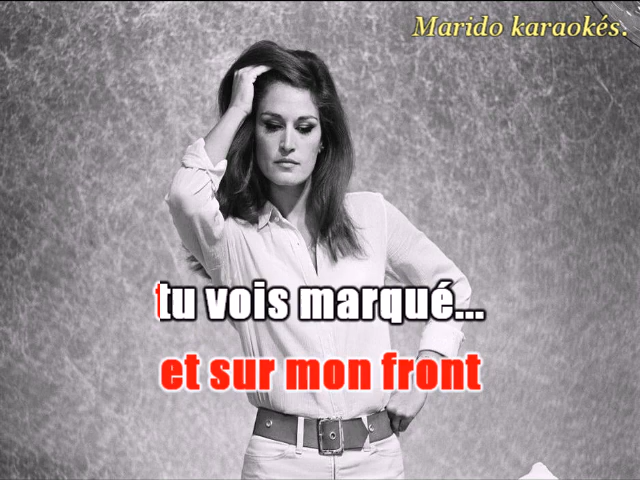 Marido karaokés.
tu vois marqué...
et sur mon front